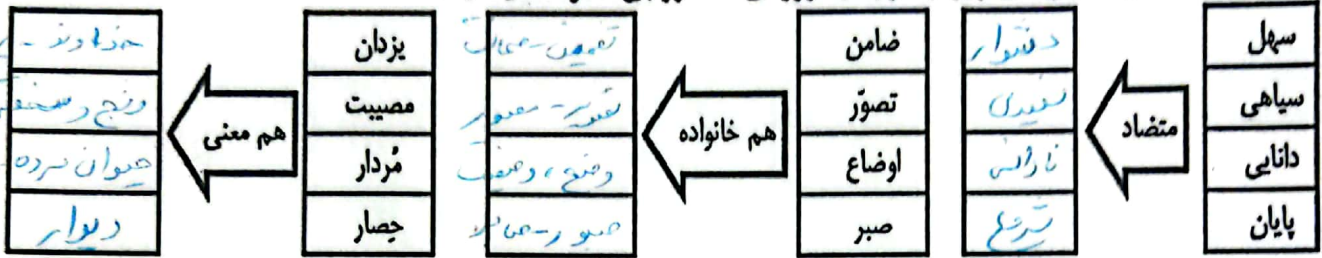 سهل
سیاهی
دانایی
پایان
متضاد
دشوار
سفیدی
نادانی
شروع
ضامن
تصوّر
اوضاع
صبر
هم خانواده
تضمین - ضمانت
تصویر - مصور
وضع ، وضعیت
صبور - صابر
یزدان
مصیبت
مُردار
حِصار
هم معنی
خداوند -
رنج و سختی
حیوان مرده
دیوار